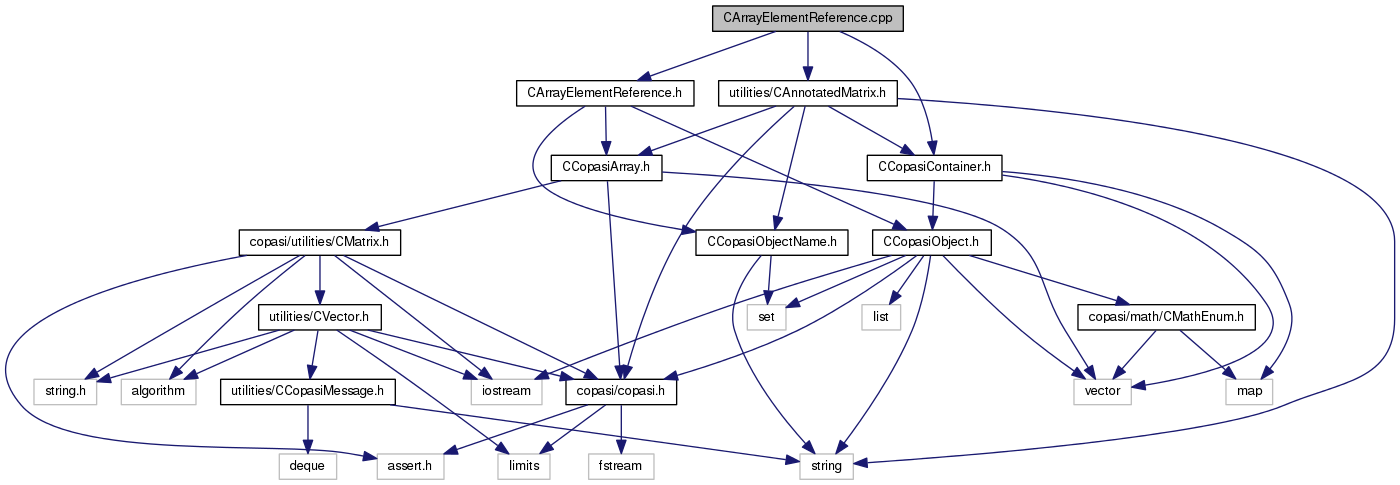 CArrayElementReference.cpp
CArrayElementReference.h
utilities/CAnnotatedMatrix.h
CCopasiArray.h
CCopasiContainer.h
copasi/utilities/CMatrix.h
CCopasiObjectName.h
CCopasiObject.h
utilities/CVector.h
set
list
copasi/math/CMathEnum.h
string.h
algorithm
utilities/CCopasiMessage.h
iostream
copasi/copasi.h
vector
map
deque
assert.h
limits
fstream
string